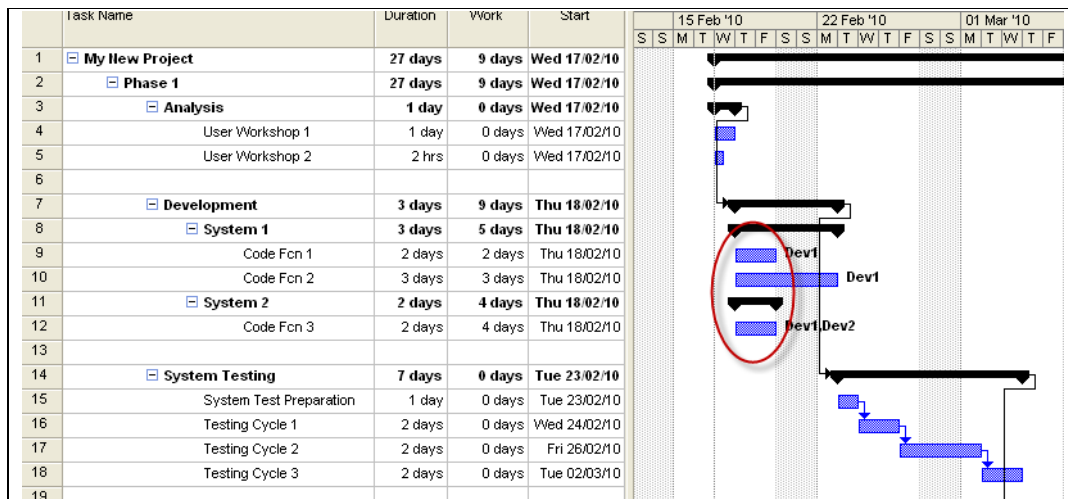 Task Name Duration Work Start 15 Feb '10 22 Feb '10 01 Mar '10
S S M T W T F S S M T W T F S S M T W T F
1 My New Project 27 days 9 days Wed 17/02/10
2 Phase 1 27 days 9 days Wed 17/02/10
3 Analysis 1 day 0 days Wed 17/02/10
4 User Workshop 1 1 day 0 days Wed 17/02/10
5 User Workshop 2 2 hrs 0 days Wed 17/02/10
6
7 Development 3 days 9 days Thu 18/02/10
8 System 1 3 days 5 days Thu 18/02/10
9 Code Fcn 1 2 days 2 days Thu 18/02/10 Dev1
10 Code Fcn 2 3 days 3 days Thu 18/02/10 Dev1
11 System 2 2 days 4 days Thu 18/02/10
12 Code Fcn 3 2 days 4 days Thu 18/02/10 Dev1,Dev2
13
14 System Testing 7 days 0 days Tue 23/02/10
15 System Test Preparation 1 day 0 days Tue 23/02/10
16 Testing Cycle 1 2 days 0 days Wed 24/02/10
17 Testing Cycle 2 2 days 0 days Fri 26/02/10
18 Testing Cycle 3 2 days 0 days Tue 02/03/10
19